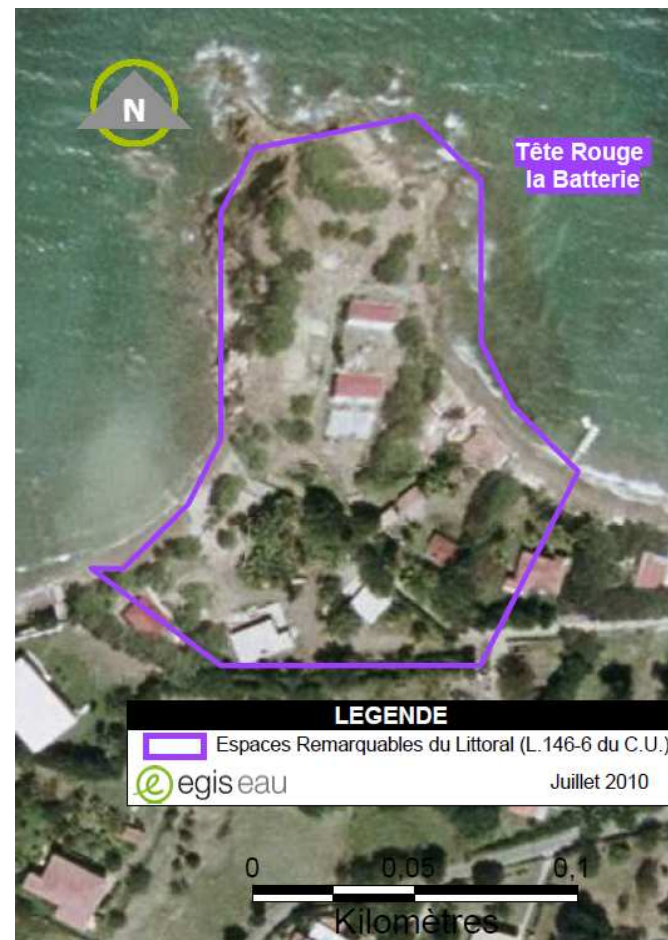 N
Tête Rouge
la Batterie
LEGENDE
Espaces Remarquables du Littoral (L.146-6 du C.U.)
egis eau
Juillet 2010
0 0,05 0,1
Kilomètres